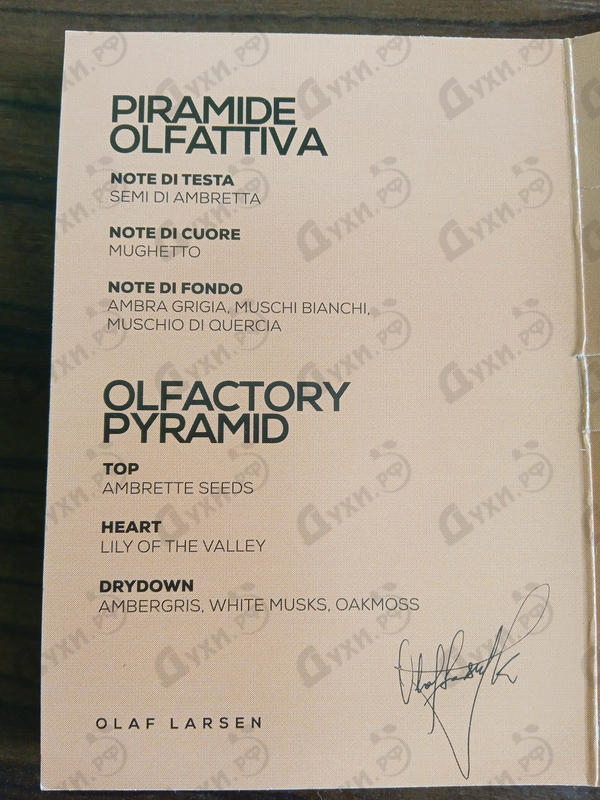 PIRAMIDE
OLFATTIVA
NOTE DI TESTA
SEMI DI AMBRETTA
NOTE DI CUORE
MUGHETTO
NOTE DI FONDO
AMBRA GRIGIA, MUSCHI BIANCHI,
MUSCHIO DI QUERCIA
OLFACTORY
PYRAMID
TOP
AMBRETTE SEEDS
HEART
LILY OF THE VALLEY
DRYDOWN
AMBERGRIS, WHITE MUSKS, OAKMOSS
OLAF LARSEN
Духи.рф